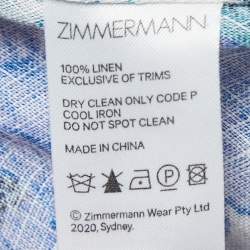 ZIMMERMANN
100% LINEN
EXCLUSIVE OF TRIMS
DRY CLEAN ONLY CODE P
COOL IRON
DO NOT SPOT CLEAN
MADE IN CHINA
P
© Zimmermann Wear Pty Ltd
2020, Sydney.